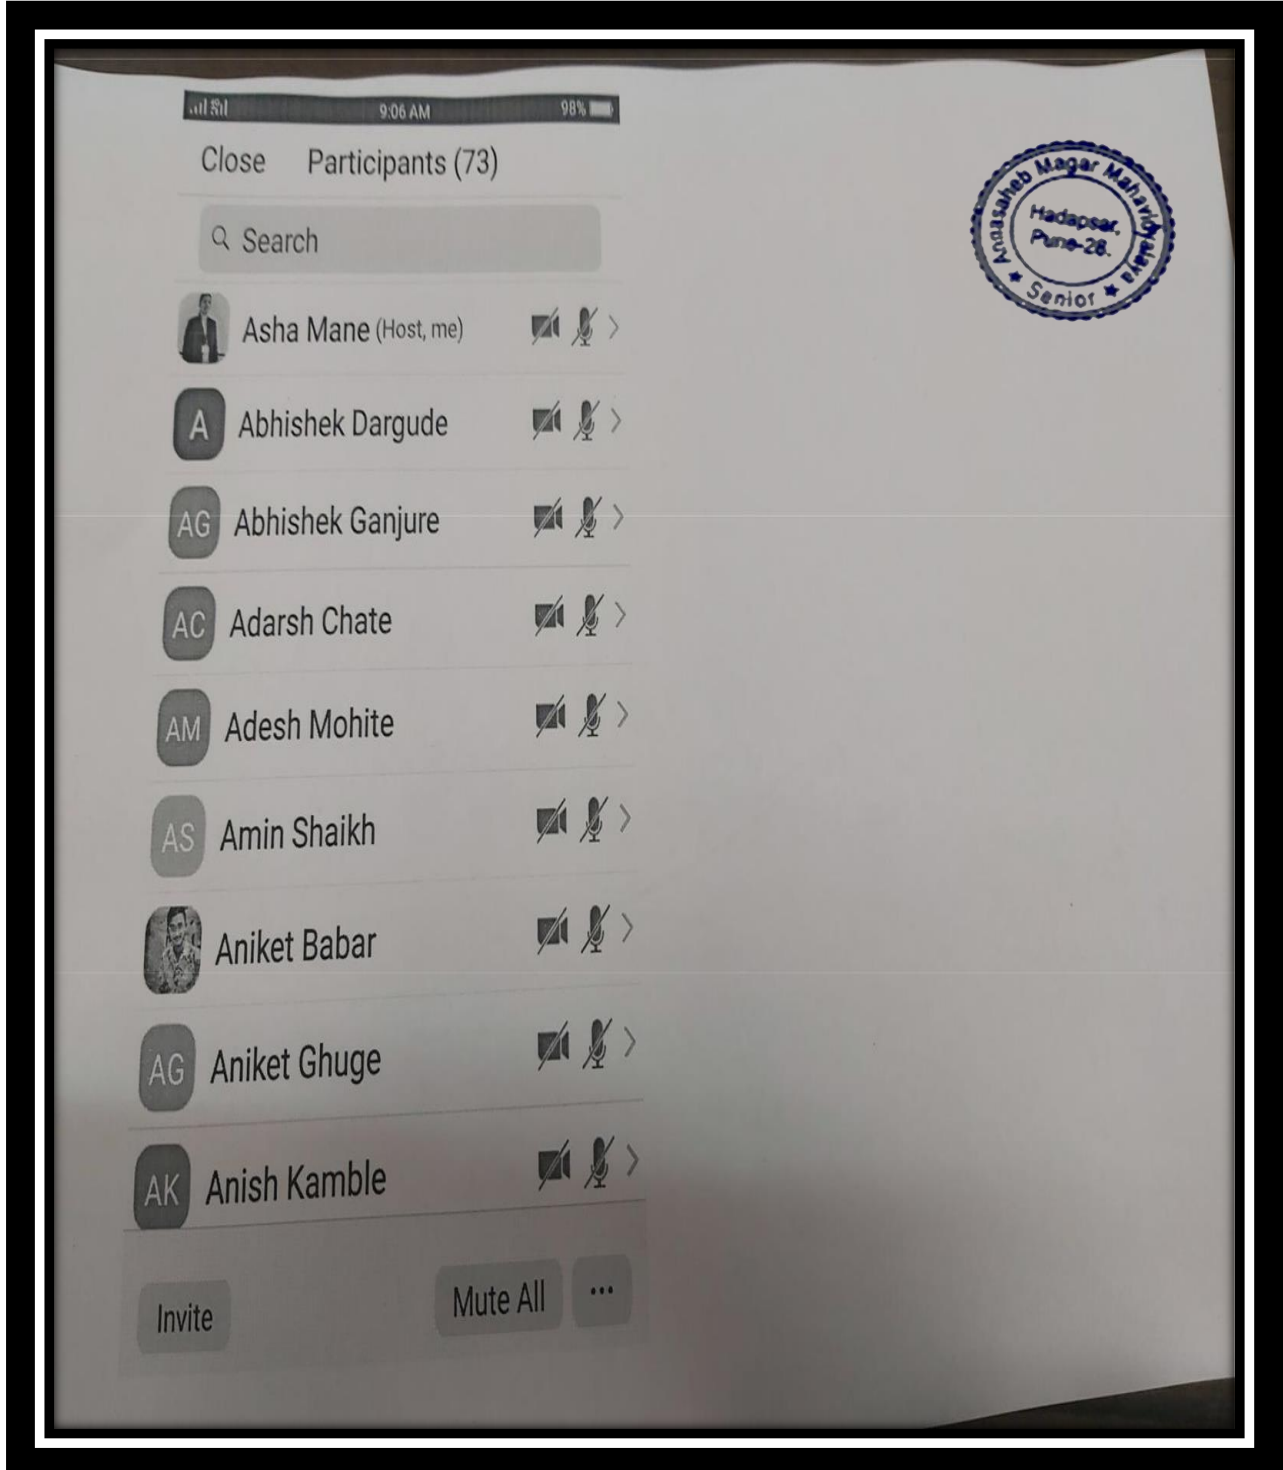 9:06 AM 98%
Close Participants (73)
Search
Asha Mane (Host, me)
A Abhishek Dargude
AG Abhishek Ganjure
AC Adarsh Chate
AM Adesh Mohite
AS Amin Shaikh
Aniket Babar
AG Aniket Ghuge
AK Anish Kamble
Invite Mute All ...
Annasaheb Magar Mahavidyalaya
Hadapsar,
Pune-28.
★ Senior ★